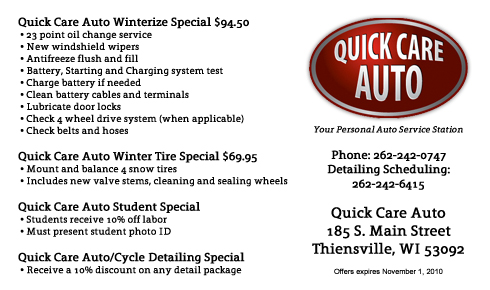 Quick Care Auto Winterize Special $94.50
• 23 point oil change service
• New windshield wipers
• Antifreeze flush and fill
• Battery, Starting and Charging system test
• Charge battery if needed
• Clean battery cables and terminals
• Lubricate door locks
• Check 4 wheel drive system (when applicable)
• Check belts and hoses
Quick Care Auto Winter Tire Special $69.95
• Mount and balance 4 snow tires
• Includes new valve stems, cleaning and sealing wheels
Quick Care Auto Student Special
• Students receive 10% off labor
• Must present student photo ID
Quick Care Auto/Cycle Detailing Special
• Receive a 10% discount on any detail package
QUICK CARE
AUTO
Your Personal Auto Service Station
Phone: 262-242-0747
Detailing Scheduling:
262-242-6415
Quick Care Auto
185 S. Main Street
Thiensville, WI 53092
Offers expires November 1, 2010